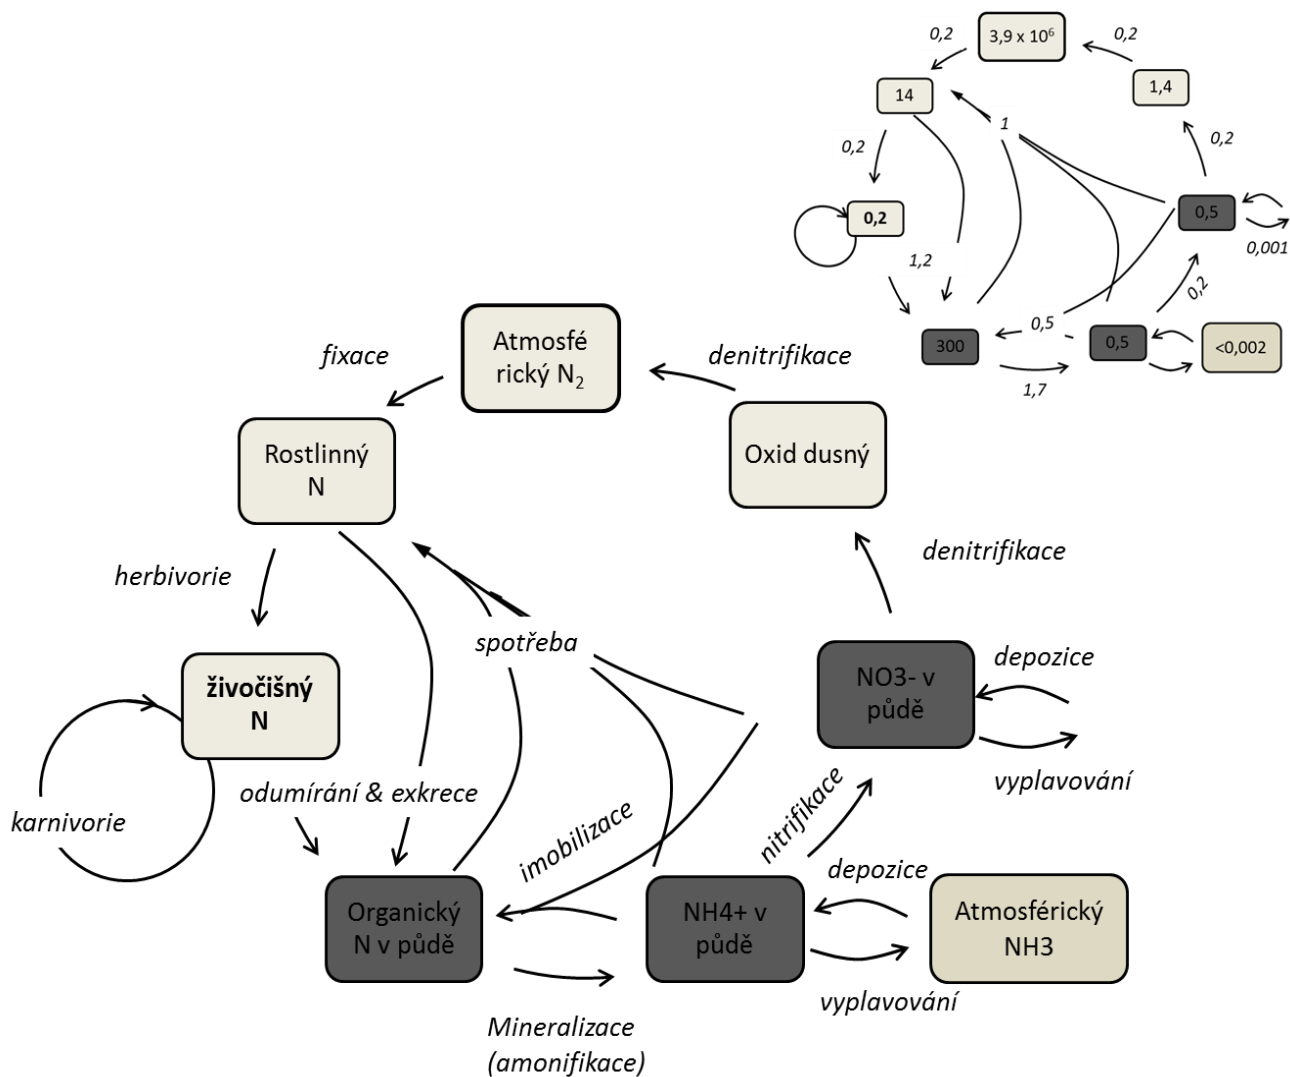 0,2
3,9 x 10⁶
0,2
14
1,4
1
0,2
0,2
0,2
0,5
0,001
1,2
0,2
300
0,5
0,5
<0,002
1,7
fixace
Atmosfé
rický N₂
denitrifikace
Rostlinný
N
Oxid dusný
herbivorie
denitrifikace
spotřeba
živočišný
N
NO3- v
půdě
depozice
vyplavování
karnivorie
odumírání & exkrece
imobilizace
nitrifikace
depozice
Organický
N v půdě
NH4+ v
půdě
Atmosférický
NH3
vyplavování
Mineralizace
(amonifikace)